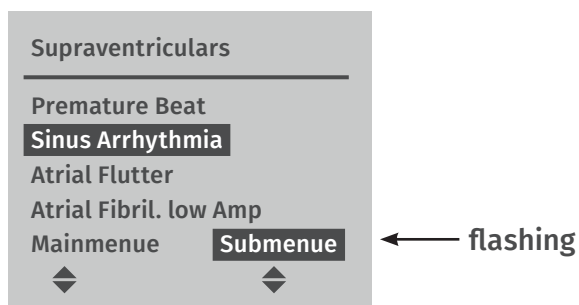 Supraventriculars
Premature Beat
Sinus Arrhythmia
Atrial Flutter
Atrial Fibril. low Amp
Mainmenue Submenue flashing